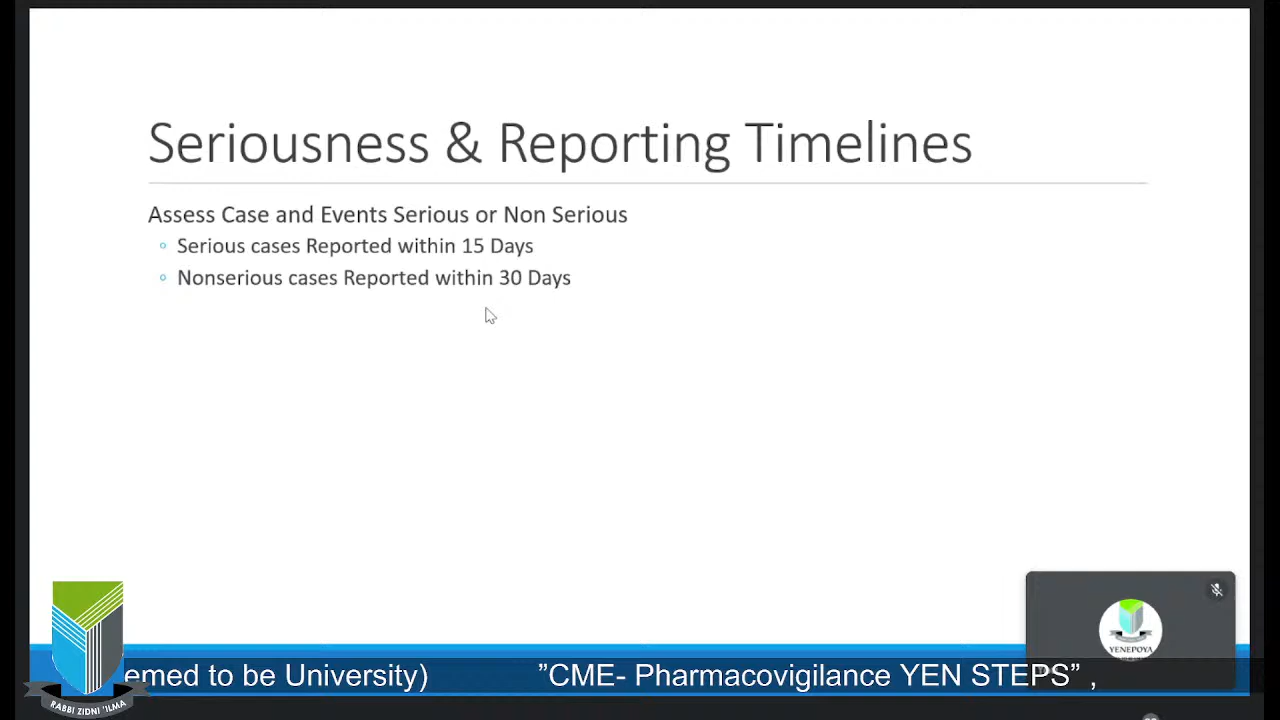 Seriousness & Reporting Timelines
Assess Case and Events Serious or Non Serious
Serious cases Reported within 15 Days
Nonserious cases Reported within 30 Days
YENEPOYA
emed to be University) ”CME- Pharmacovigilance YEN STEPS” ,
RABBI ZIDNI 'ILMA